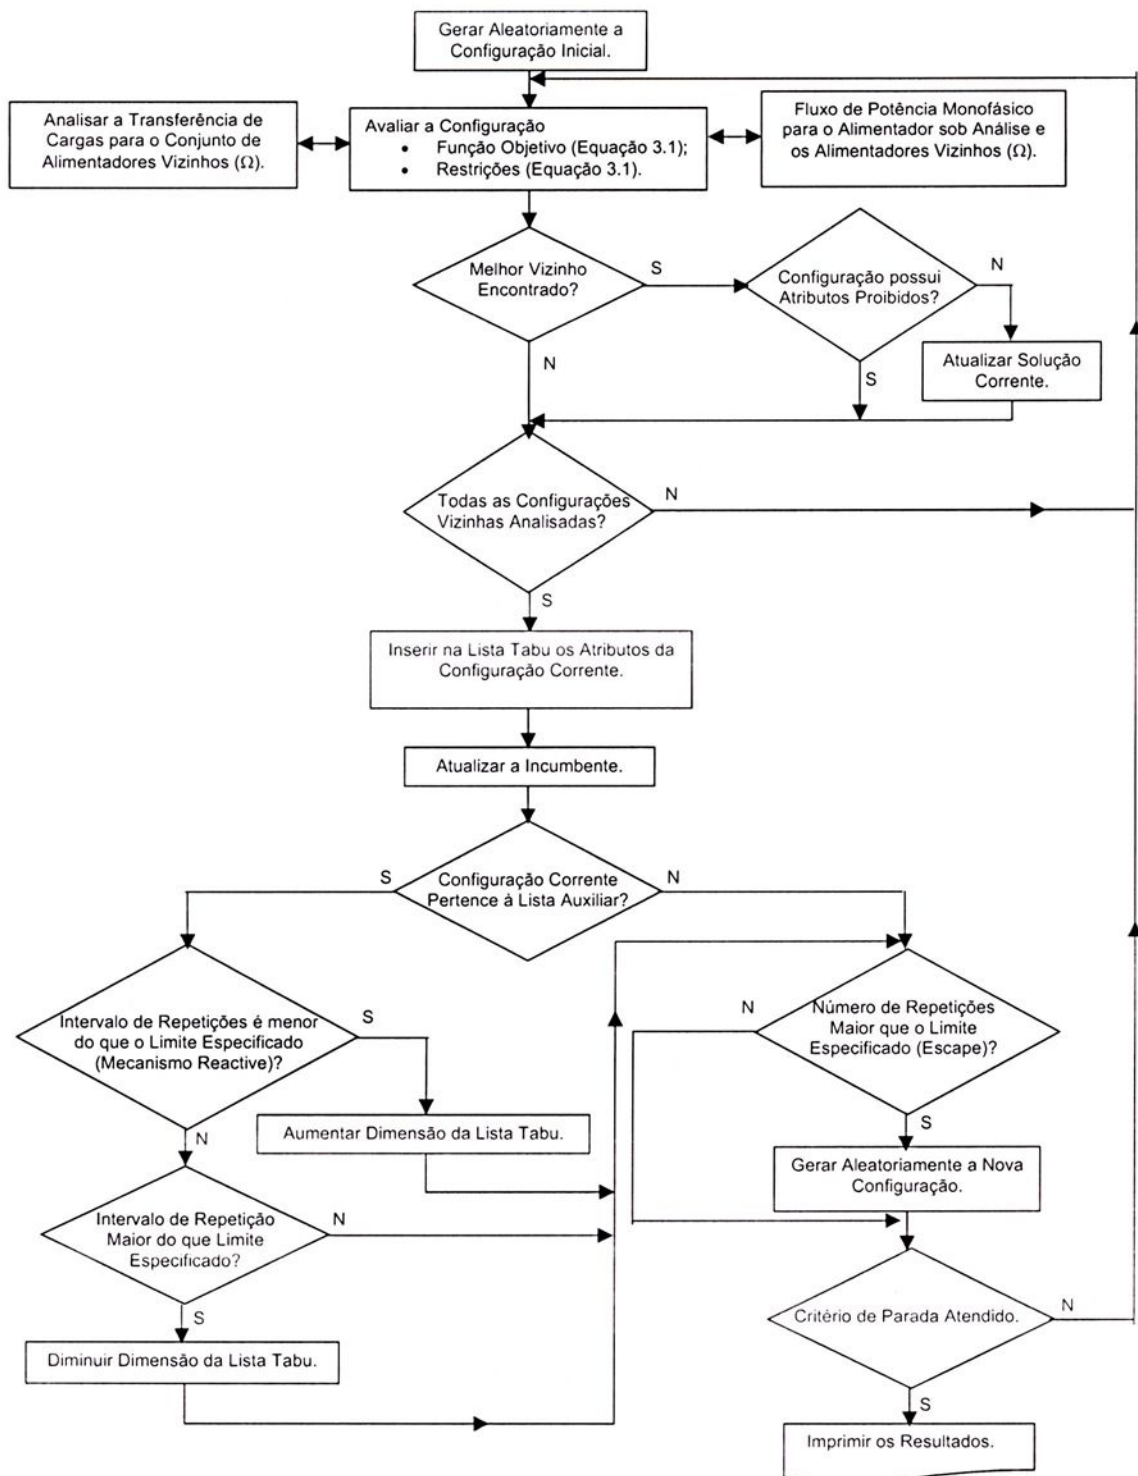 Gerar Aleatoriamente a
Configuração Inicial.
Analisar a Transferência de
Cargas para o Conjunto de
Alimentadores Vizinhos (Ω).
Avaliar a Configuração
• Função Objetivo (Equação 3.1);
• Restrições (Equação 3.1).
Fluxo de Potência Monofásico
para o Alimentador sob Análise e
os Alimentadores Vizinhos (Ω).
Melhor Vizinho
Encontrado?
S
Configuração possui
Atributos Proibidos?
N
N
S
Atualizar Solução
Corrente.
Todas as Configurações
Vizinhas Analisadas?
N
S
Inserir na Lista Tabu os Atributos da
Configuração Corrente.
Atualizar a Incumbente.
S
Configuração Corrente
Pertence à Lista Auxiliar?
N
Intervalo de Repetições é menor
do que o Limite Especificado
(Mecanismo Reactive)?
S
N
Número de Repetições
Maior que o Limite
Especificado (Escape)?
N
Aumentar Dimensão da Lista Tabu.
S
Gerar Aleatoriamente a Nova
Configuração.
Intervalo de Repetição
Maior do que Limite
Especificado?
N
S
Critério de Parada Atendido.
N
Diminuir Dimensão da Lista Tabu.
S
Imprimir os Resultados.